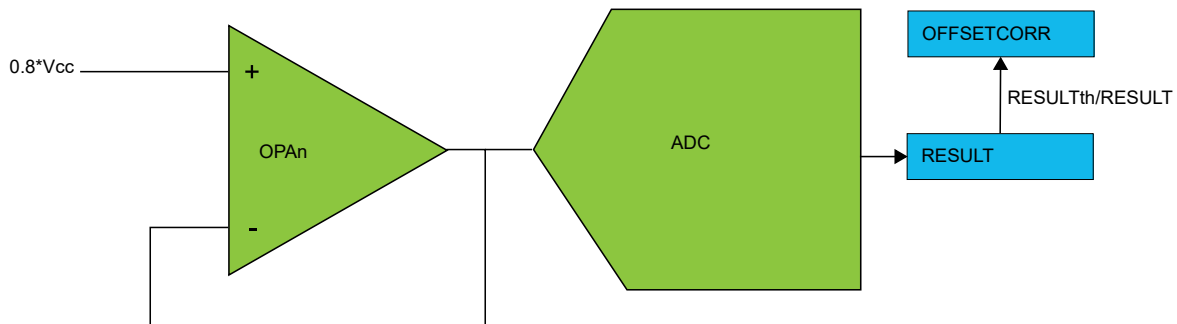 OFFSETCORR
0.8*Vcc
+
RESULTth/RESULT
OPAn
ADC
RESULT
-